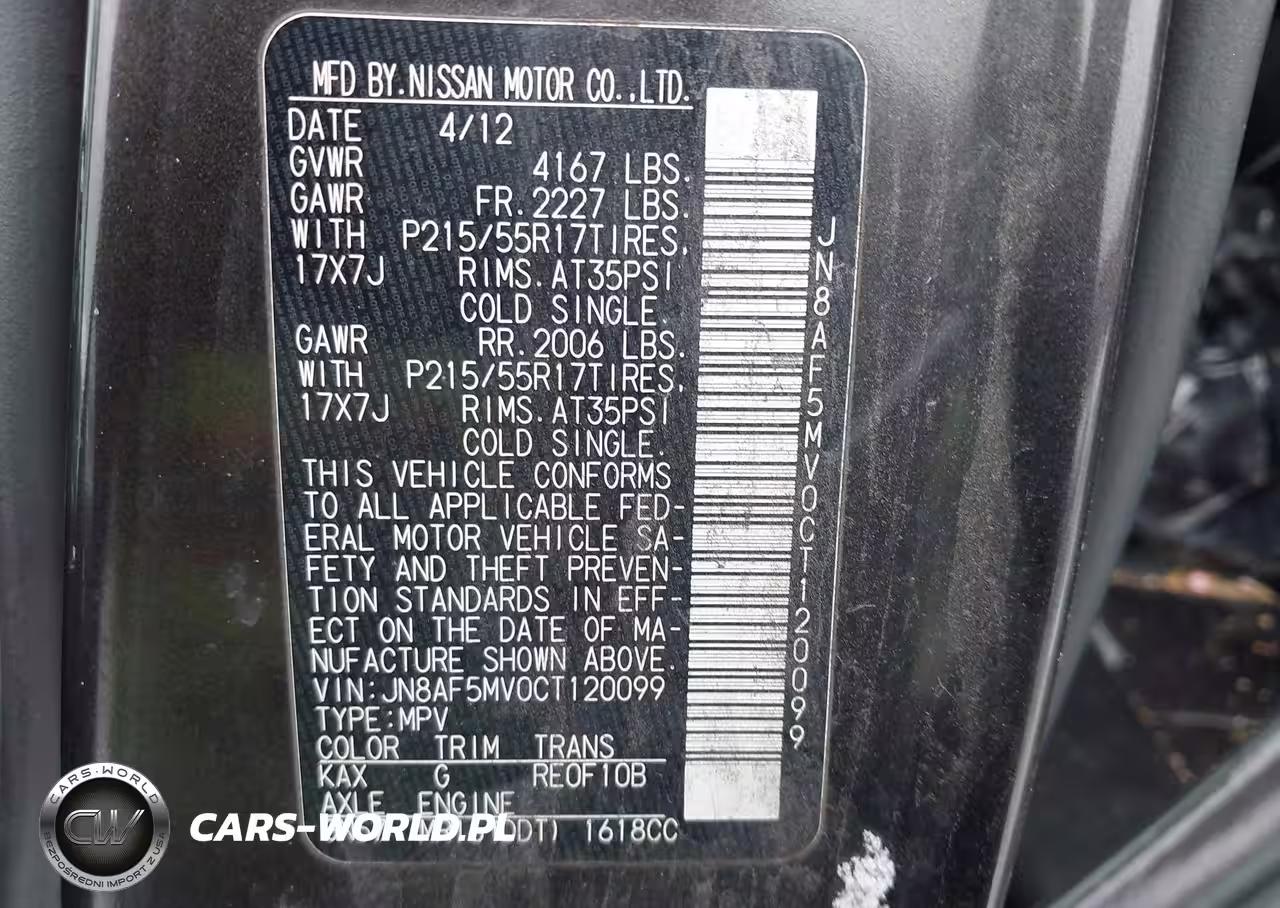 MFD BY.NISSAN MOTOR CO.,LTD.
DATE 4/12
GVWR 4167 LBS.
GAWR FR.2227 LBS.
WITH P215/55R17TIRES,
17X7J RIMS.AT35PSI
COLD SINGLE.
GAWR RR.2006 LBS.
WITH P215/55R17TIRES,
17X7J RIMS.AT35PSI
COLD SINGLE.
THIS VEHICLE CONFORMS
TO ALL APPLICABLE FED-
ERAL MOTOR VEHICLE SA-
FETY AND THEFT PREVEN-
TION STANDARDS IN EFF-
ECT ON THE DATE OF MA-
NUFACTURE SHOWN ABOVE.
VIN:JN8AF5MV0CT120099
TYPE:MPV
COLOR TRIM TRANS
KAX G RE0F10B
AXLE ENGINE
1618CC
JN8AF5MV0CT120099
CARS-WORLD
CW
BEZPOŚREDNI IMPORT Z USA
CARS-WORLD.PL